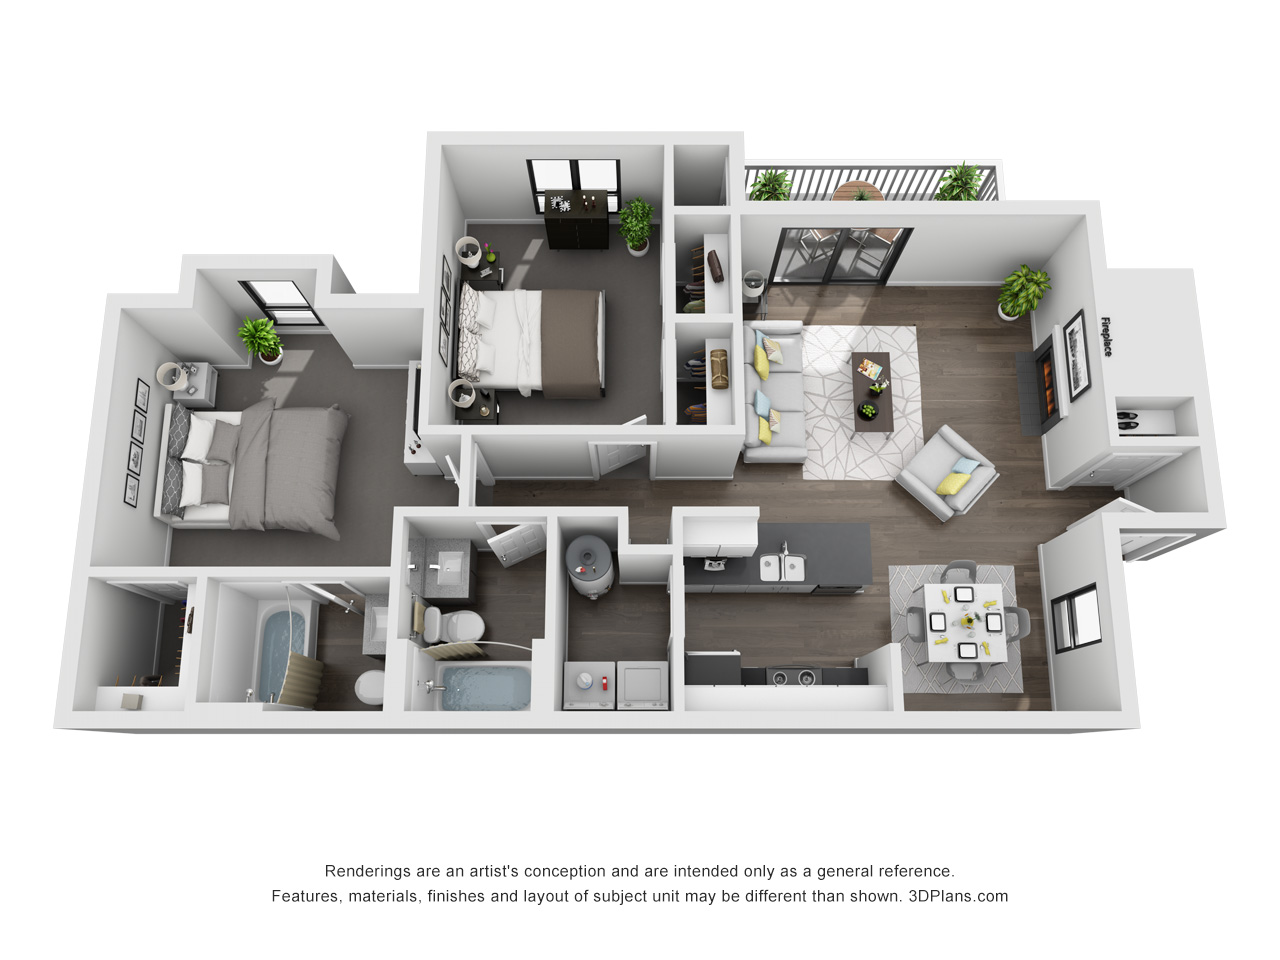 Fireplace
Renderings are an artist's conception and are intended only as a general reference.
Features, materials, finishes and layout of subject unit may be different than shown. 3DPlans.com